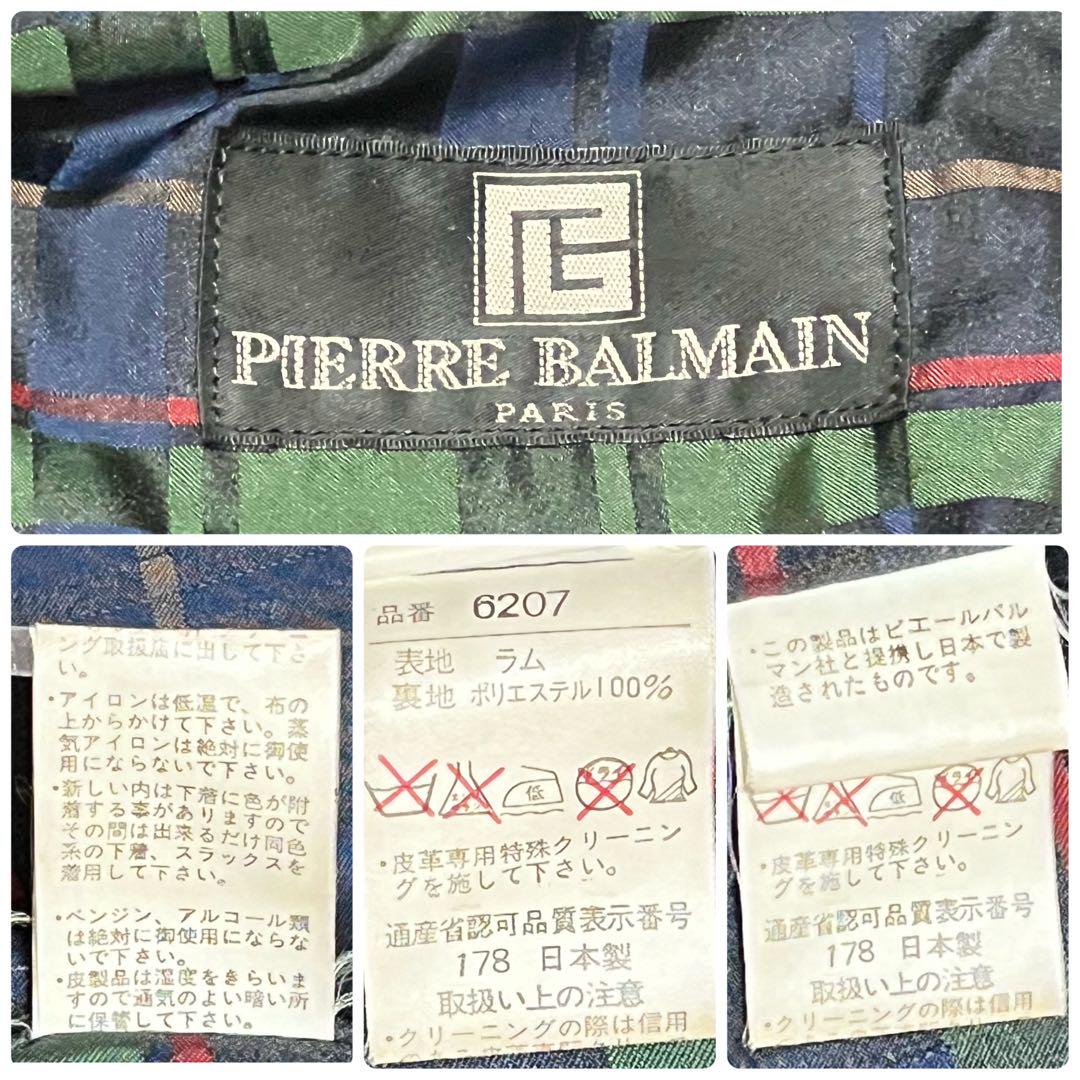 PIERRE BALMAIN
PARIS
ング取扱店に出して下さ
い。
・アイロンは低温で、布の
上からかけて下さい。蒸
気アイロンは絶対に御使
用にならないで下さい。
・新しい内は下着に色が附
着する事がありますので
その間は出来るだけ同色
系の下着、スラックスを
着用して下さい。
・ベンジン、アルコール類
は絶対に御使用にならな
いで下さい。
・皮製品は湿度をきらいま
すので通気のよい暗い所
に保管して下さい。
品番 6207
表地 ラム
裏地 ポリエステル100%
低
・皮革専用特殊クリーニン
グを施して下さい。
通産省認可品質表示番号
178 日本製
取扱い上の注意
・クリーニングの際は信用
・この製品はピエールバル
マン社と提携し日本で製
造されたものです。
低
・皮革専用特殊クリーニン
グを施して下さい。
通産省認可品質表示番号
178 日本製
取扱い上の注意
・クリーニングの際は信用